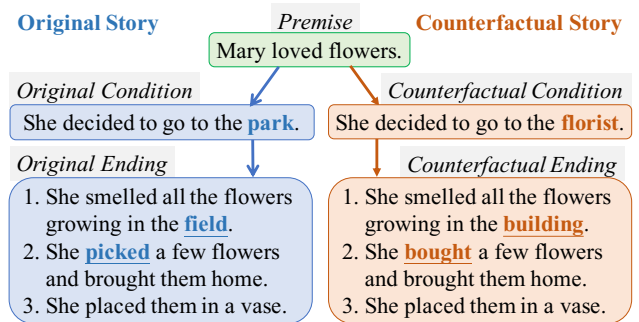 Original Story
Premise
Counterfactual Story
Mary loved flowers.
Original Condition
She decided to go to the park.
Original Ending
1. She smelled all the flowers
growing in the field.
2. She picked a few flowers
and brought them home.
3. She placed them in a vase.
Counterfactual Condition
She decided to go to the florist.
Counterfactual Ending
1. She smelled all the flowers
growing in the building.
2. She bought a few flowers
and brought them home.
3. She placed them in a vase.